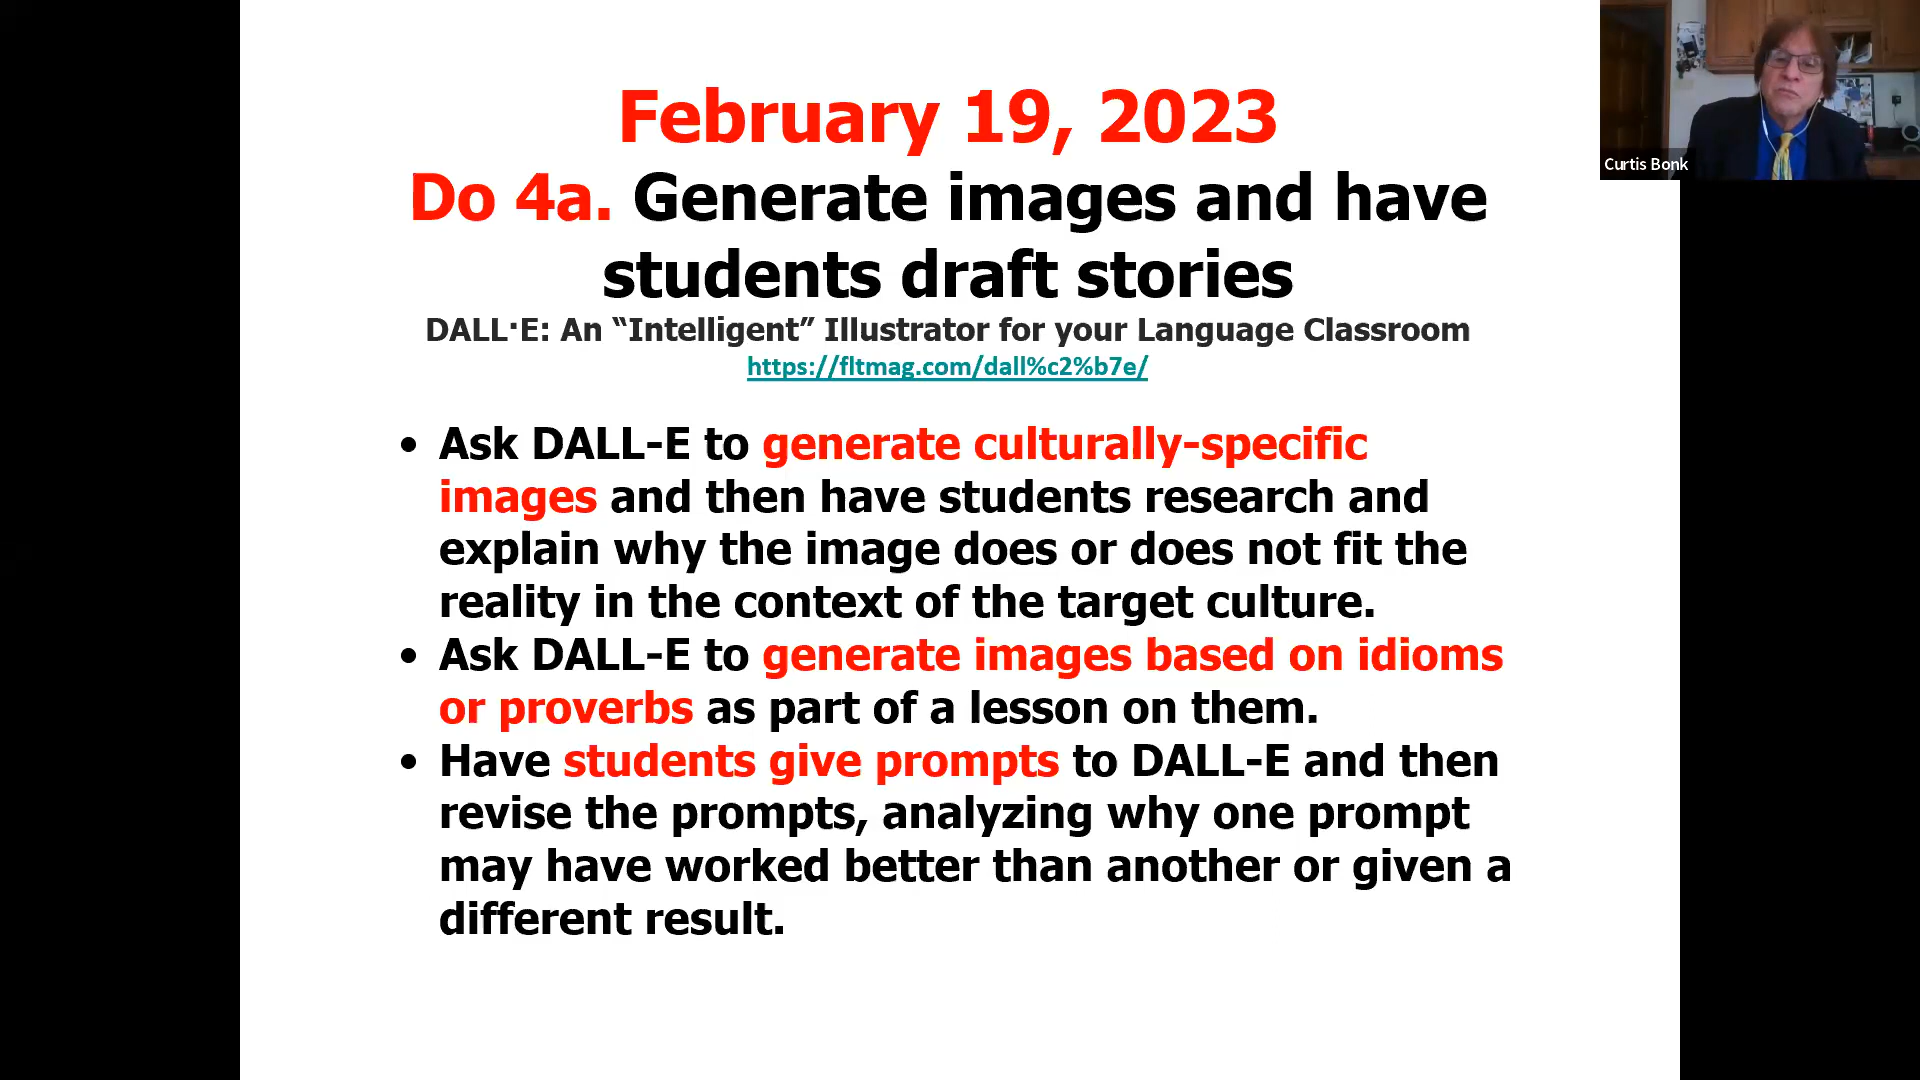 February 19, 2023
Do 4a. Generate images and have
students draft stories
DALL·E: An “Intelligent” Illustrator for your Language Classroom
https://fltmag.com/dall%c2%b7e/
• Ask DALL-E to generate culturally-specific
images and then have students research and
explain why the image does or does not fit the
reality in the context of the target culture.
• Ask DALL-E to generate images based on idioms
or proverbs as part of a lesson on them.
• Have students give prompts to DALL-E and then
revise the prompts, analyzing why one prompt
may have worked better than another or given a
different result.
Curtis Bonk